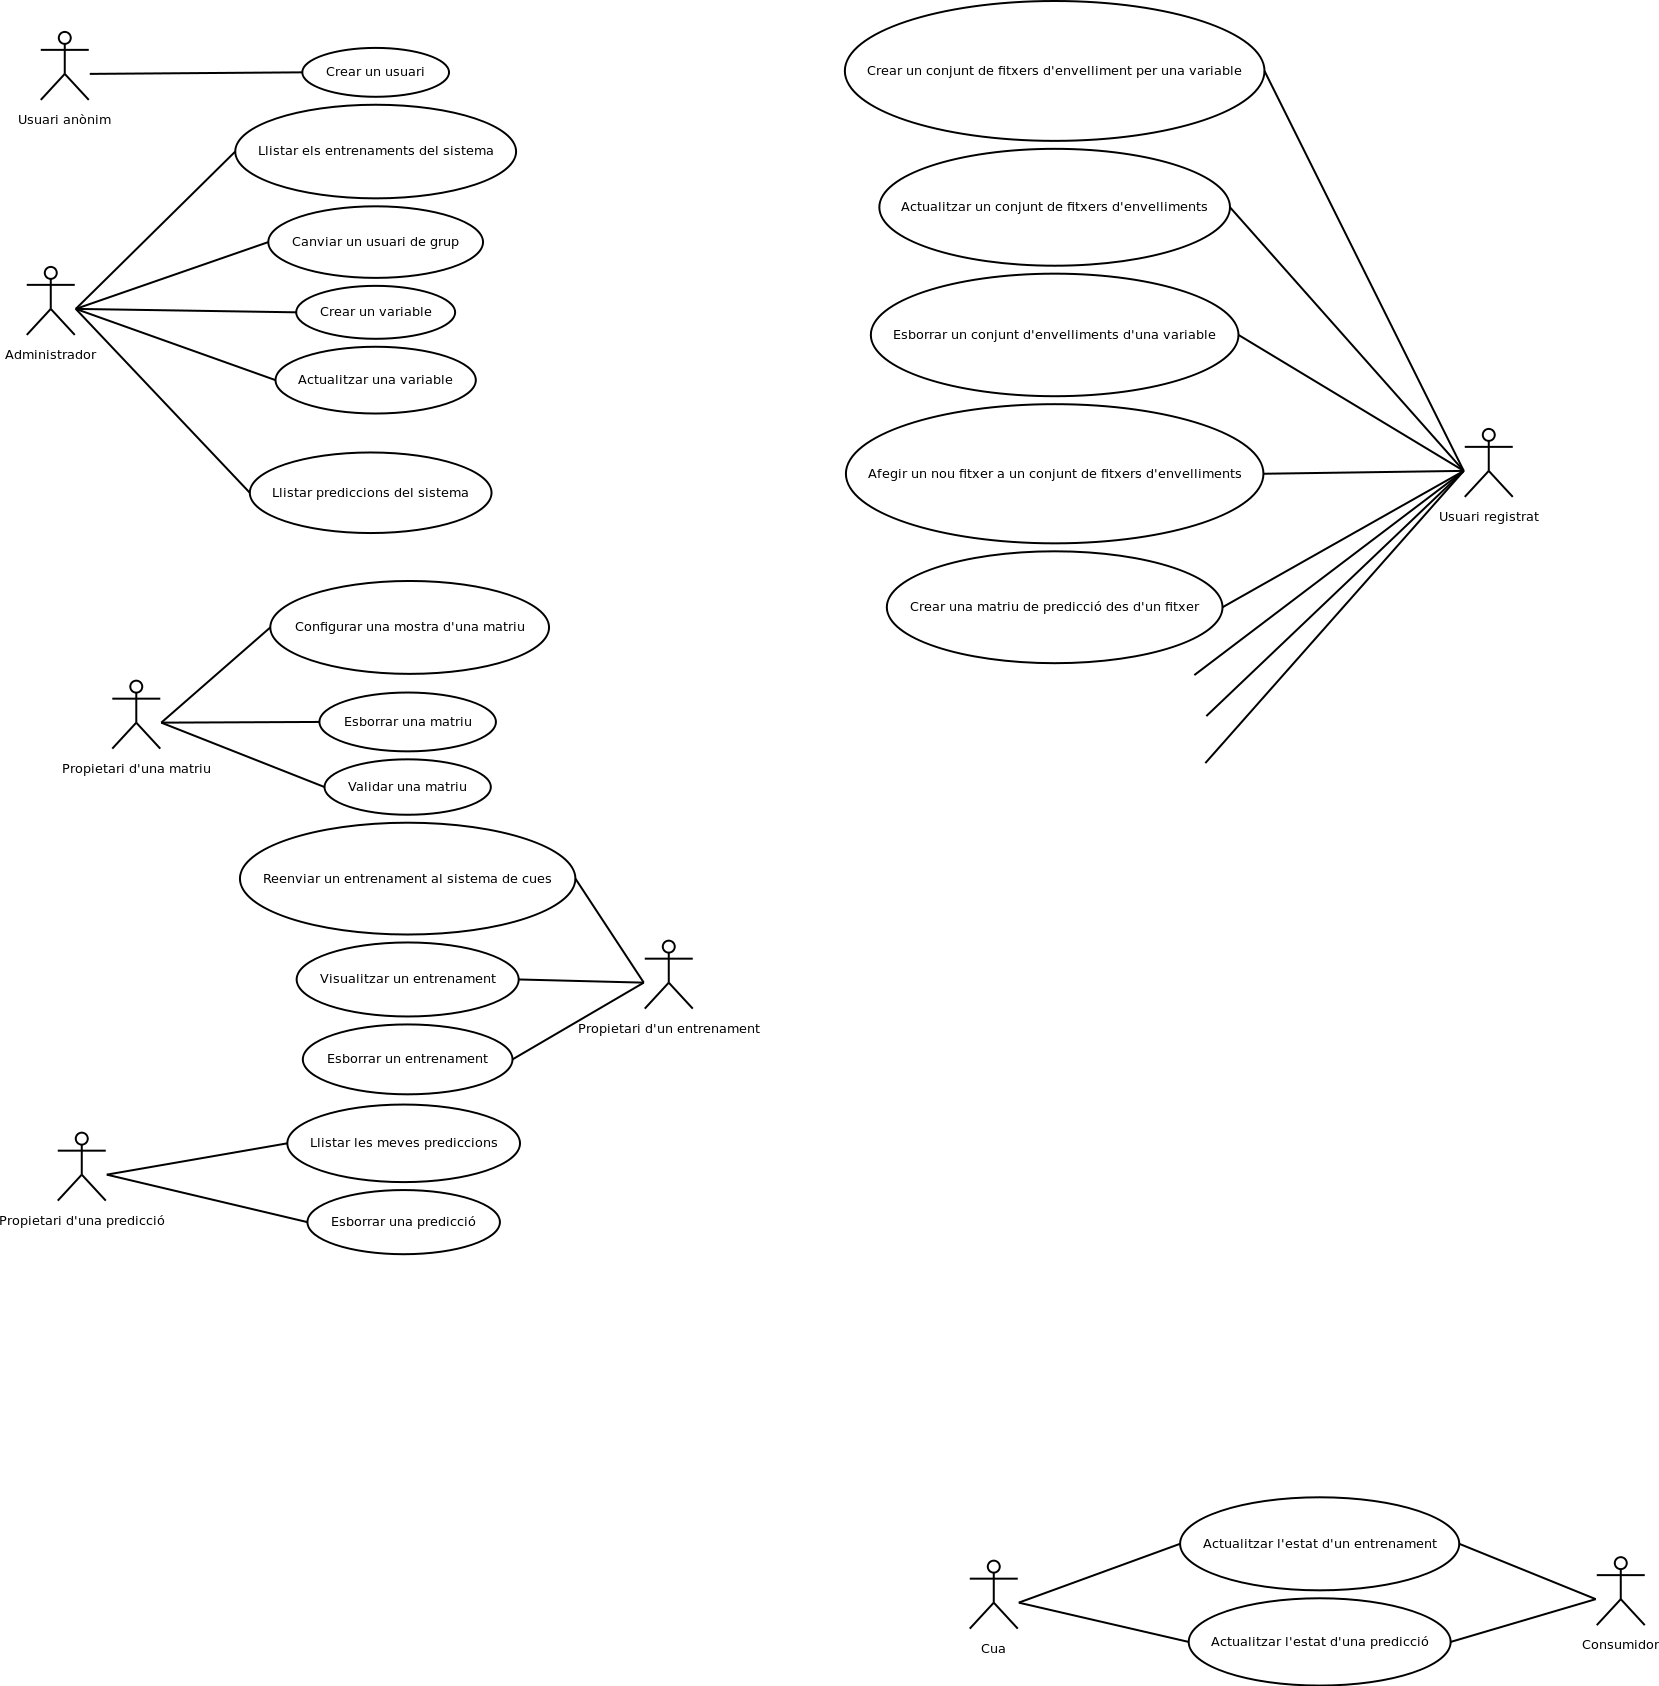 Usuari anònim
Crear un usuari
Llistar els entrenaments del sistema
Canviar un usuari de grup
Crear un variable
Actualitzar una variable
Llistar prediccions del sistema
Administrador
Configurar una mostra d'una matriu
Esborrar una matriu
Validar una matriu
Propietari d'una matriu
Reenviar un entrenament al sistema de cues
Visualitzar un entrenament
Esborrar un entrenament
Propietari d'un entrenament
Llistar les meves prediccions
Esborrar una predicció
Propietari d'una predicció
Crear un conjunt de fitxers d'envelliment per una variable
Actualitzar un conjunt de fitxers d'envelliments
Esborrar un conjunt d'envelliments d'una variable
Afegir un nou fitxer a un conjunt de fitxers d'envelliments
Crear una matriu de predicció des d'un fitxer
Usuari registrat
Actualitzar l'estat d'un entrenament
Actualitzar l'estat d'una predicció
Cua
Consumidor